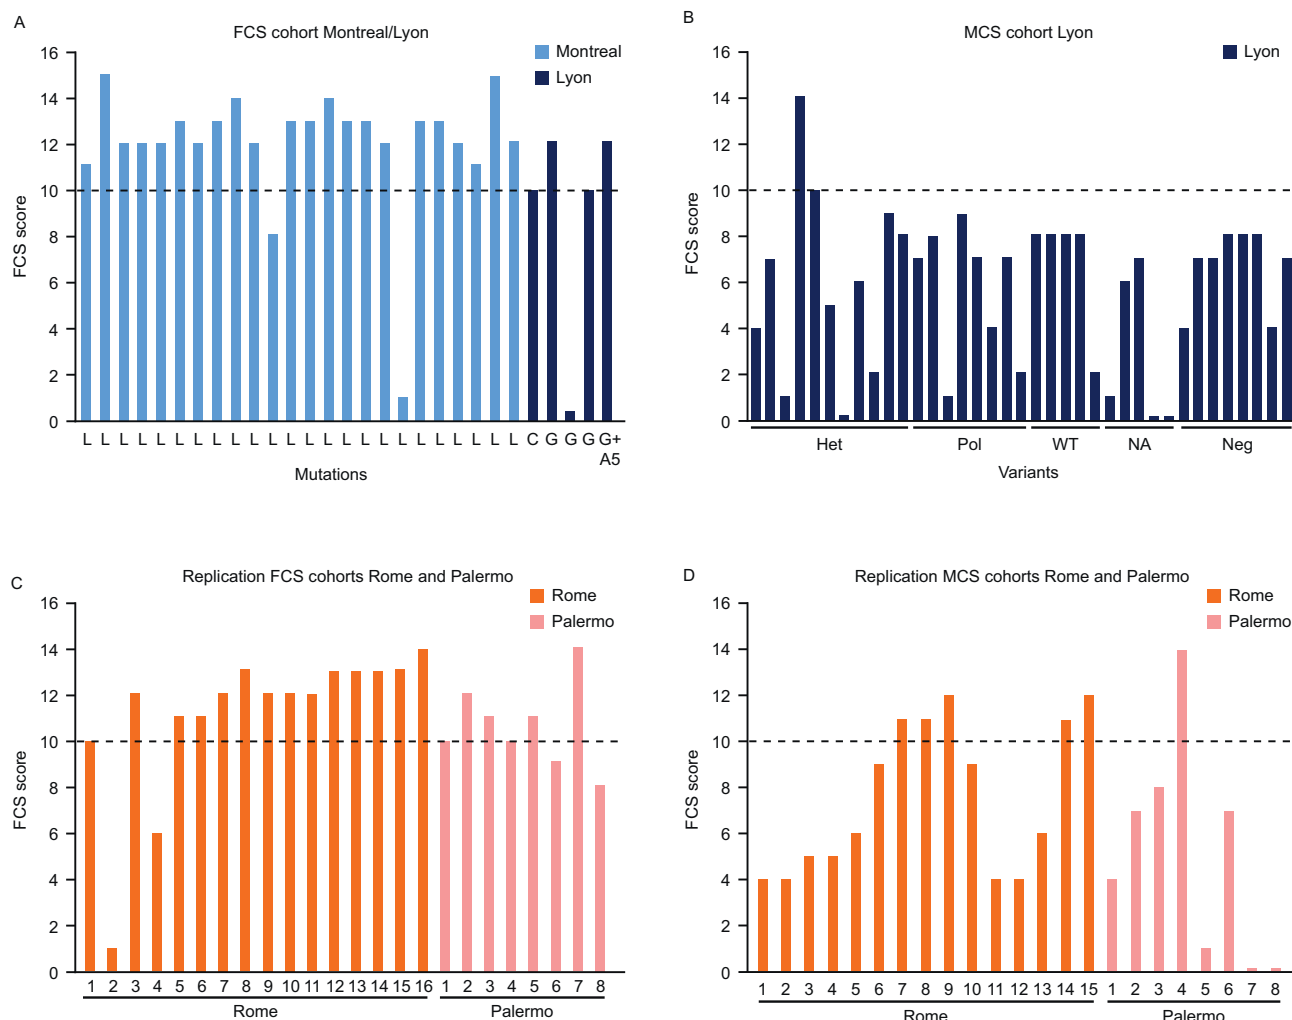 A
FCS cohort Montreal/Lyon
Montreal
Lyon
16
14
12
10
8
6
4
2
0
FCS score
L L L L L L L L L L L L L L L L L L L L L L L L C G G G G+
A5
Mutations
B
MCS cohort Lyon
Lyon
16
14
12
10
8
6
4
2
0
FCS score
Het Pol WT NA Neg
Variants
C
Replication FCS cohorts Rome and Palermo
Rome
Palermo
16
14
12
10
8
6
4
2
0
FCS score
1 2 3 4 5 6 7 8 9 10 11 12 13 14 15 16 1 2 3 4 5 6 7 8
Rome Palermo
D
Replication MCS cohorts Rome and Palermo
Rome
Palermo
16
14
12
10
8
6
4
2
0
FCS score
1 2 3 4 5 6 7 8 9 10 11 12 13 14 15 1 2 3 4 5 6 7 8
Rome Palermo